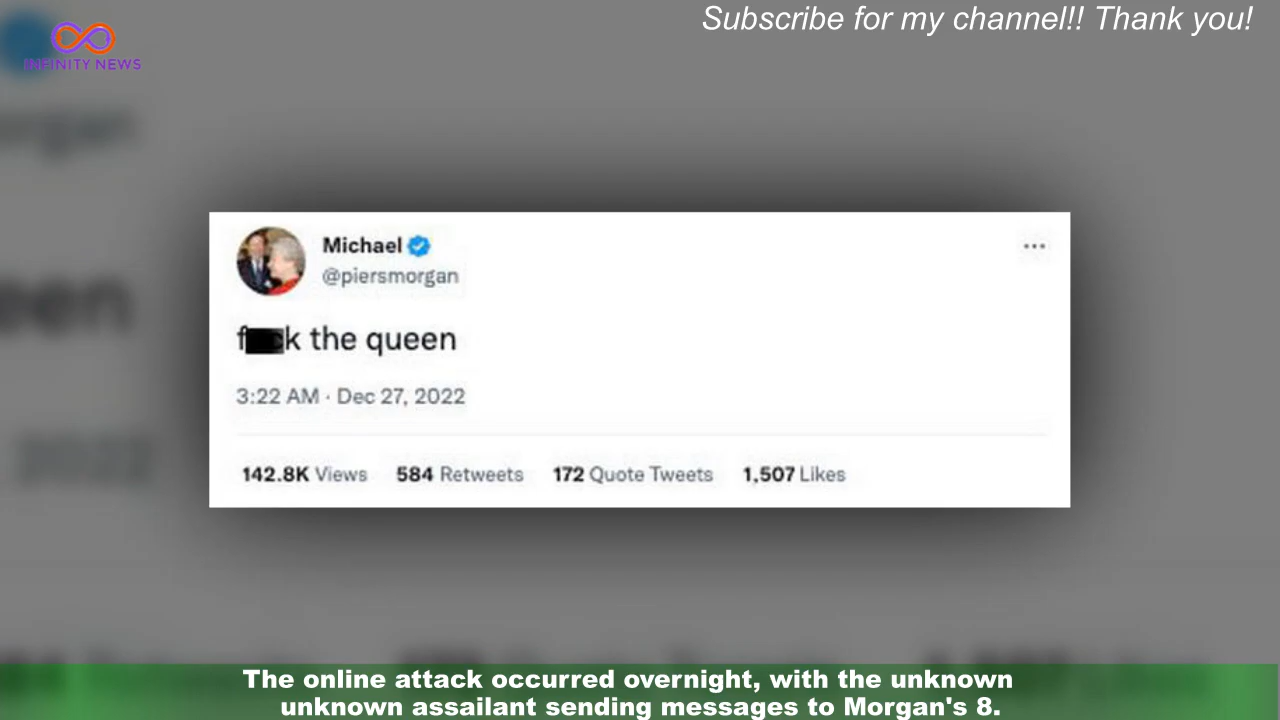 Subscribe for my channel!! Thank you!
INFINITY NEWS
Michael
@piersmorgan
f k the queen
3:22 AM · Dec 27, 2022
142.8K Views 584 Retweets 172 Quote Tweets 1,507 Likes
The online attack occurred overnight, with the unknown
unknown assailant sending messages to Morgan's 8.